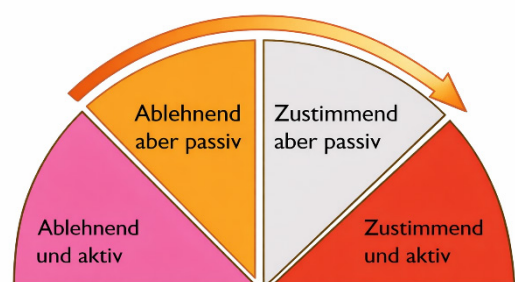 Ablehnend
aber passiv
Zustimmend
aber passiv
Ablehnend
und aktiv
Zustimmend
und aktiv